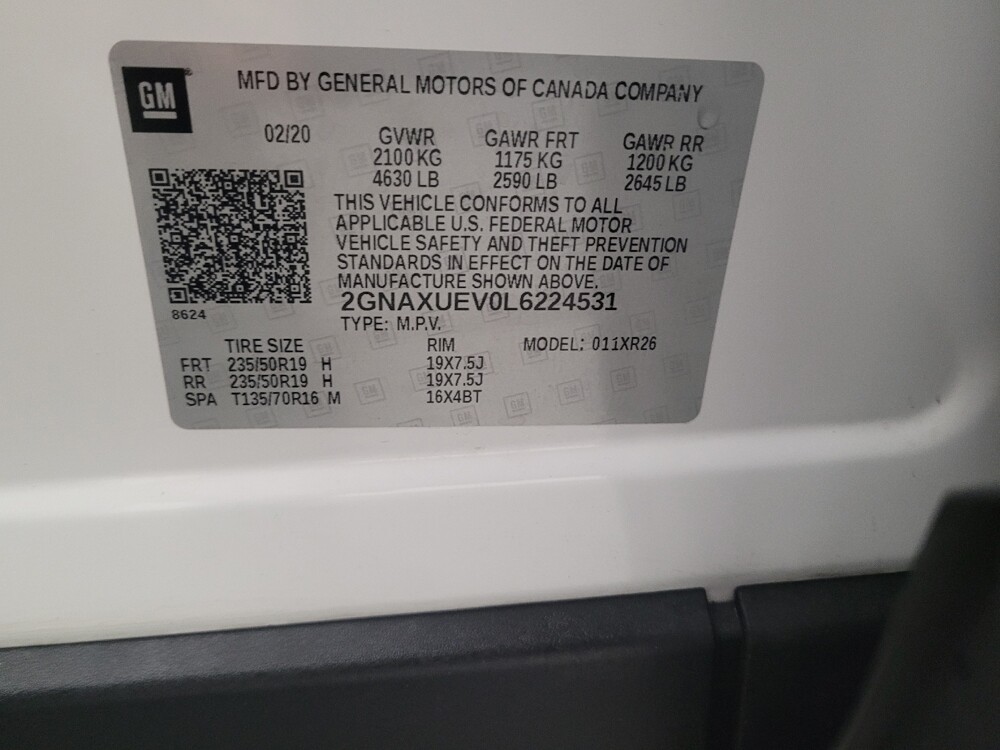 GM
MFD BY GENERAL MOTORS OF CANADA COMPANY
02/20 GVWR GAWR FRT GAWR RR
2100 KG 1175 KG 1200 KG
4630 LB 2590 LB 2645 LB
THIS VEHICLE CONFORMS TO ALL
APPLICABLE U.S. FEDERAL MOTOR
VEHICLE SAFETY AND THEFT PREVENTION
STANDARDS IN EFFECT ON THE DATE OF
MANUFACTURE SHOWN ABOVE.
2GNAXUEV0L6224531
8624
TYPE: M.P.V.
TIRE SIZE RIM MODEL: 011XR26
FRT 235/50R19 H 19X7.5J
RR 235/50R19 H 19X7.5J
SPA T135/70R16 M 16X4BT